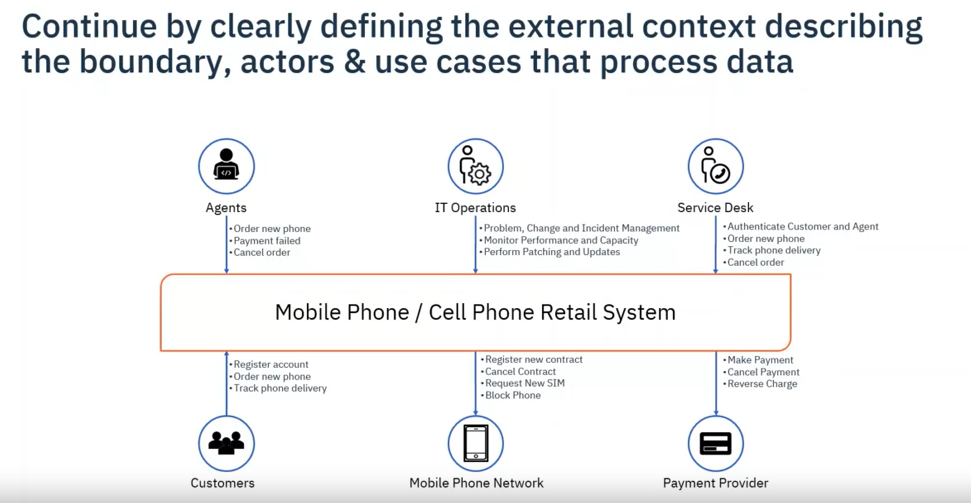 Continue by clearly defining the external context describing
the boundary, actors & use cases that process data
Agents
•Order new phone
•Payment failed
•Cancel order
IT Operations
•Problem, Change and Incident Management
•Monitor Performance and Capacity
•Perform Patching and Updates
Service Desk
•Authenticate Customer and Agent
•Order new phone
•Track phone delivery
•Cancel order
Mobile Phone / Cell Phone Retail System
•Register account
•Order new phone
•Track phone delivery
Customers
•Register new contract
•Cancel Contract
•Request New SIM
•Block Phone
Mobile Phone Network
•Make Payment
•Cancel Payment
•Reverse Charge
Payment Provider